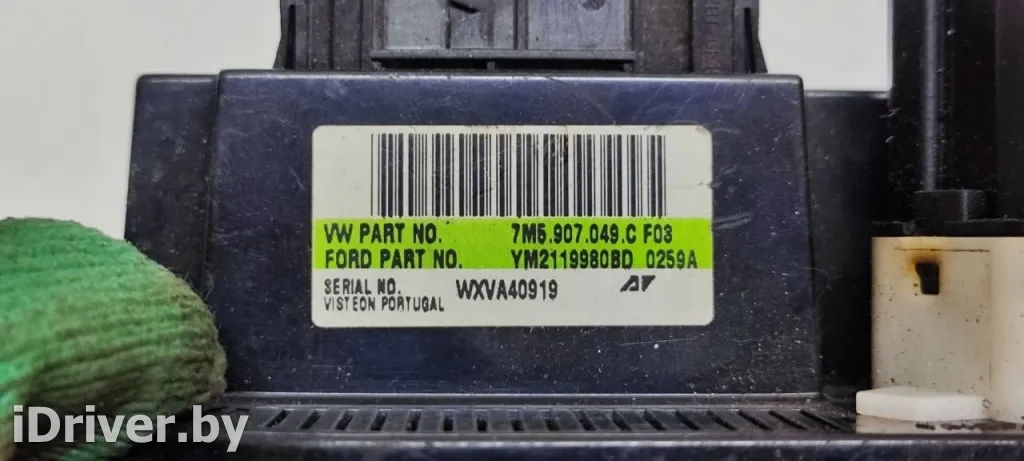 VW PART NO. 7M5.907.049.C F03
FORD PART NO. YM2119980BD 0259A
SERIAL NO. WXVA40919
VISTEON PORTUGAL
iDriver.by